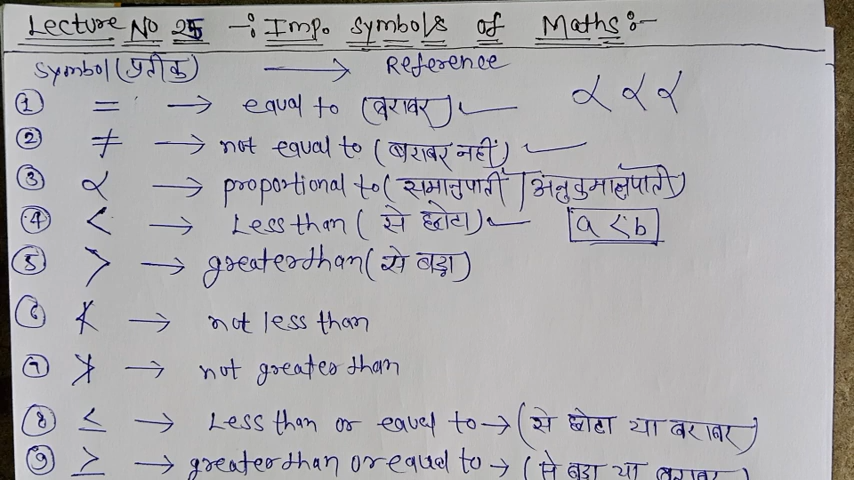 Lecture No 25 -: Imp. Symbols of Maths:-
Symbol (प्रतीक) → Reference
① = → equal to (बराबर) ✓ ∝ ∝ ∝
② ≠ → not equal to (बराबर नहीं) ✓
③ ∝ → proportional to (समानुपाती / अनुक्रमानुपाती)
④ < → Less than (से छोटा) ✓ a < b
⑤ > → greater than (से बड़ा)
⑥ ≮ → not less than
⑦ ≯ → not greater than
⑧ ≤ → Less than or equal to → (से छोटा या बराबर)
⑨ ≥ → greater than or equal to → (से बड़ा या बराबर)